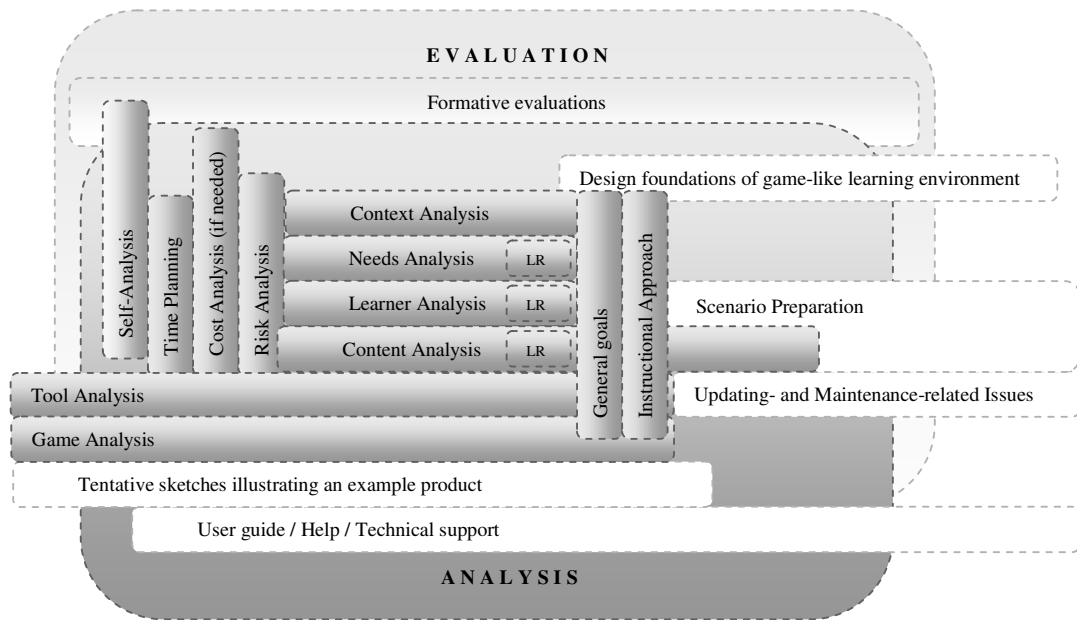 EVALUATION
Formative evaluations
Design foundations of game-like learning environment
Self-Analysis
Time Planning
Cost Analysis (if needed)
Risk Analysis
Context Analysis
Needs Analysis
LR
Learner Analysis
LR
Content Analysis
LR
General goals
Instructional Approach
Scenario Preparation
Tool Analysis
Updating- and Maintenance-related Issues
Game Analysis
Tentative sketches illustrating an example product
User guide / Help / Technical support
ANALYSIS